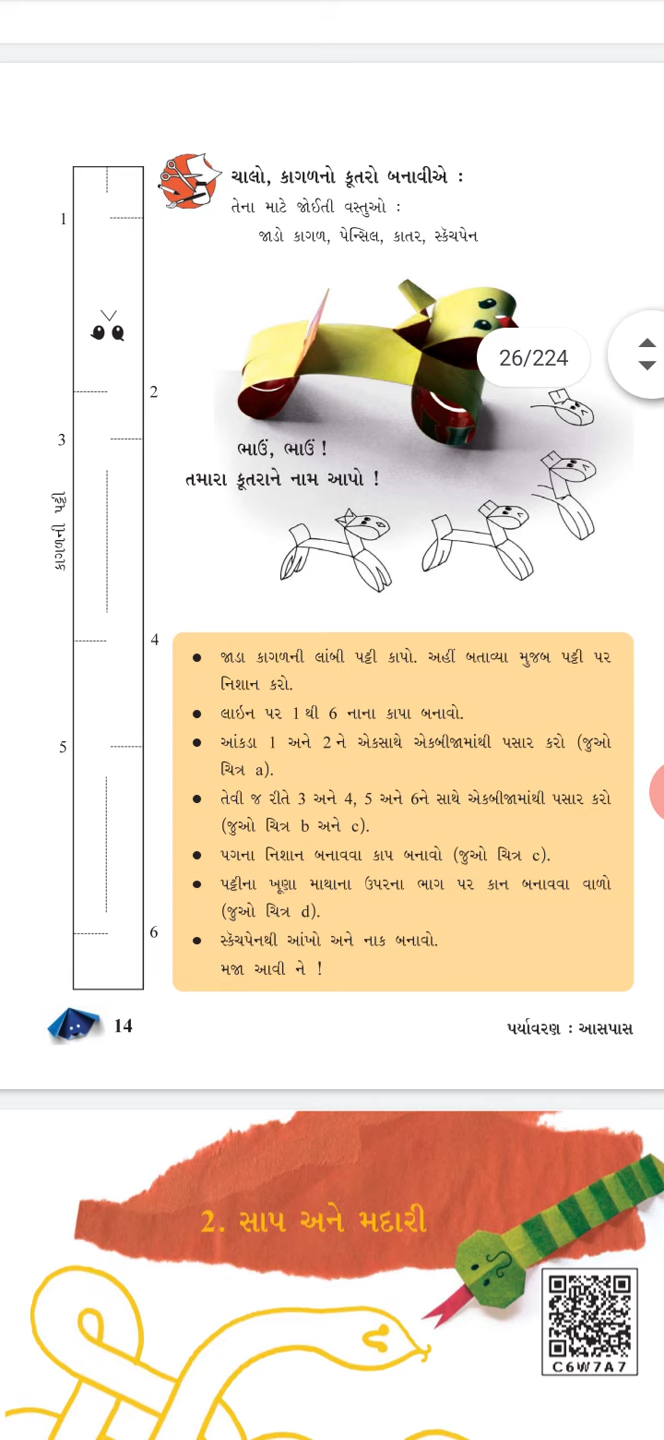 ચાલો, કાગળનો કૂતરો બનાવીએ :
તેના માટે જોઈતી વસ્તુઓ :
જાડો કાગળ, પેન્સિલ, કાતર, સ્કૅચપેન
26/224
1
2
3
કાગળની પટ્ટી
4
5
6
ભાઉં, ભાઉં !
તમારા કૂતરાને નામ આપો !
● જાડા કાગળની લાંબી પટ્ટી કાપો. અહીં બતાવ્યા મુજબ પટ્ટી પર
નિશાન કરો.
● લાઇન પર 1 થી 6 નાના કાપા બનાવો.
● આંકડા 1 અને 2 ને એકસાથે એકબીજામાંથી પસાર કરો (જુઓ
ચિત્ર a).
● તેવી જ રીતે 3 અને 4, 5 અને 6ને સાથે એકબીજામાંથી પસાર કરો
(જુઓ ચિત્ર b અને c).
● પગના નિશાન બનાવવા કાપ બનાવો (જુઓ ચિત્ર c).
● પટ્ટીના ખૂણા માથાના ઉપરના ભાગ પર કાન બનાવવા વાળો
(જુઓ ચિત્ર d).
● સ્કૅચપેનથી આંખો અને નાક બનાવો.
મજા આવી ને !
14
પર્યાવરણ : આસપાસ
2. સાપ અને મદારી
C6W7A7